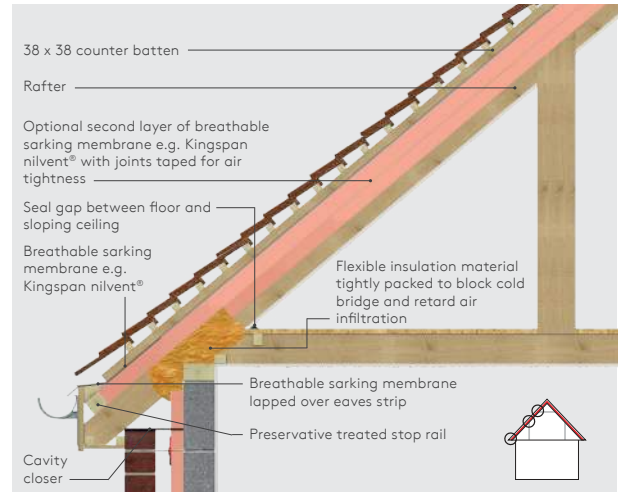 38 x 38 counter batten
Rafter
Optional second layer of breathable
sarking membrane e.g. Kingspan
nilvent® with joints taped for air
tightness
Seal gap between floor and
sloping ceiling
Breathable sarking
membrane e.g.
Kingspan nilvent®
Flexible insulation material
tightly packed to block cold
bridge and retard air
infiltration
Breathable sarking membrane
lapped over eaves strip
Preservative treated stop rail
Cavity
closer